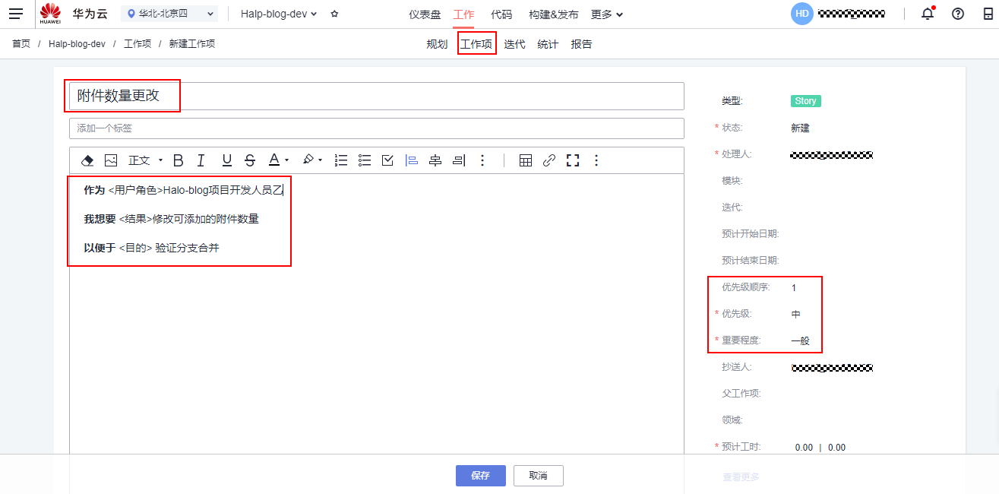 HUAWEI
华为云
华北-北京四
Halp-blog-dev
仪表盘 工作 代码 构建&发布 更多
HD
首页 / Halp-blog-dev / 工作项 / 新建工作项
规划 工作项 迭代 统计 报告
附件数量更改
添加一个标签
正文 B I U S A
作为 <用户角色>Halo-blog项目开发人员乙
我想要 <结果>修改可添加的附件数量
以便于 <目的> 验证分支合并
类型: Story
* 状态: 新建
* 处理人:
模块:
迭代:
预计开始日期:
预计结束日期:
优先级顺序: 1
* 优先级: 中
* 重要程度: 一般
抄送人:
父工作项:
领域:
* 预计工时: 0.00 | 0.00
查看更多
保存 取消